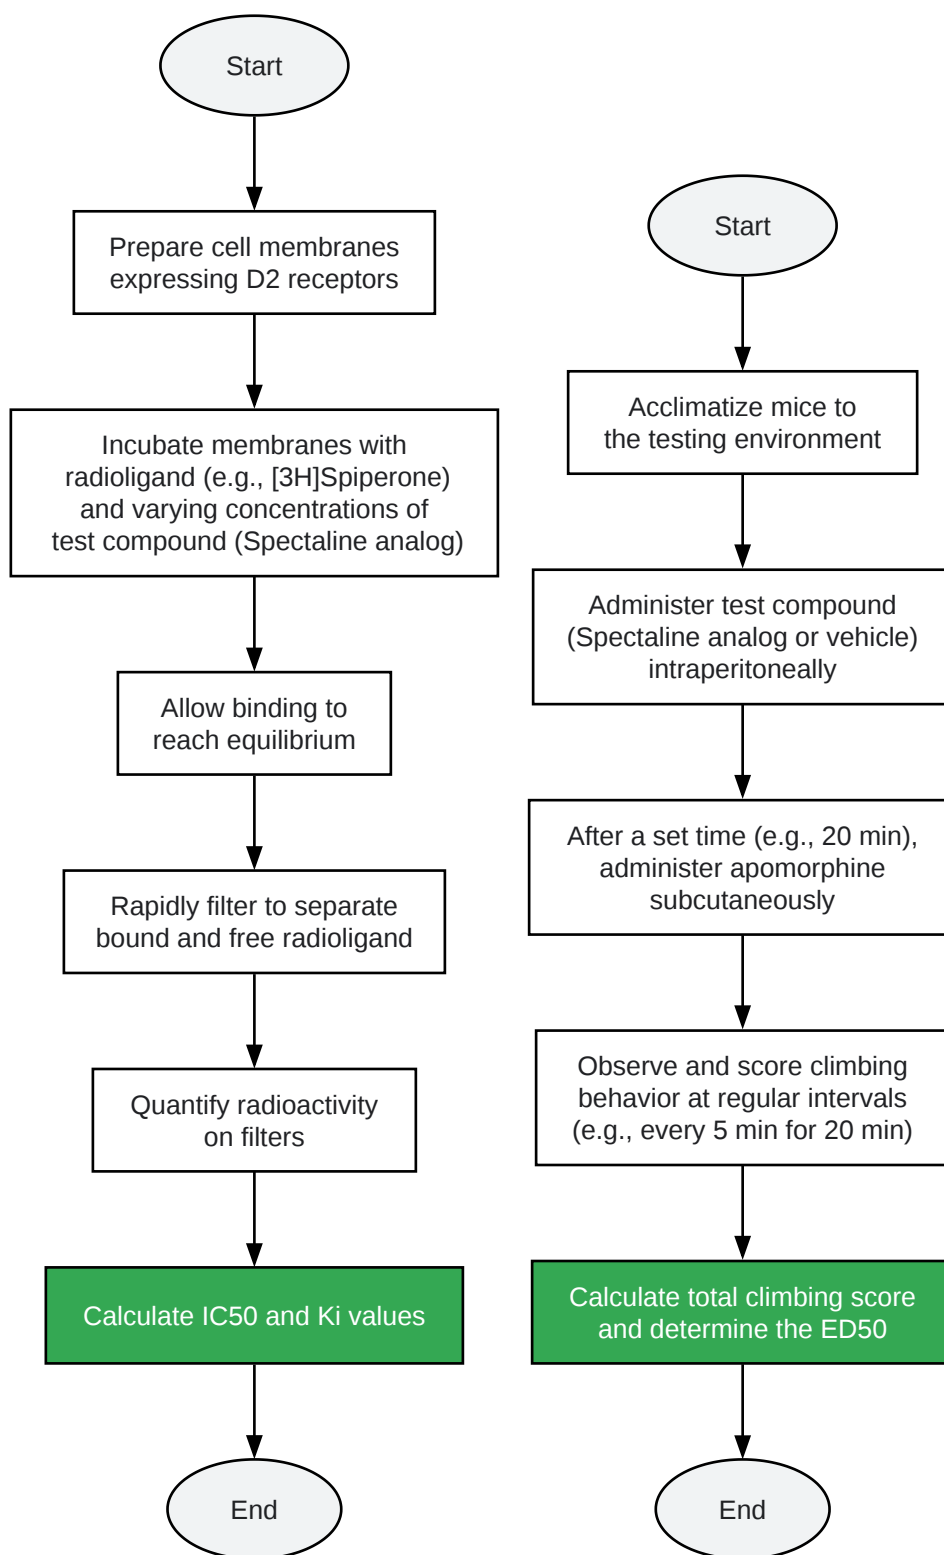 Start
Prepare cell membranes
expressing D2 receptors
Incubate membranes with
radioligand (e.g., [3H]Spiperone)
and varying concentrations of
test compound (Spectaline analog)
Allow binding to
reach equilibrium
Rapidly filter to separate
bound and free radioligand
Quantify radioactivity
on filters
Calculate IC50 and Ki values
End
Start
Acclimatize mice to
the testing environment
Administer test compound
(Spectaline analog or vehicle)
intraperitoneally
After a set time (e.g., 20 min),
administer apomorphine
subcutaneously
Observe and score climbing
behavior at regular intervals
(e.g., every 5 min for 20 min)
Calculate total climbing score
and determine the ED50
End